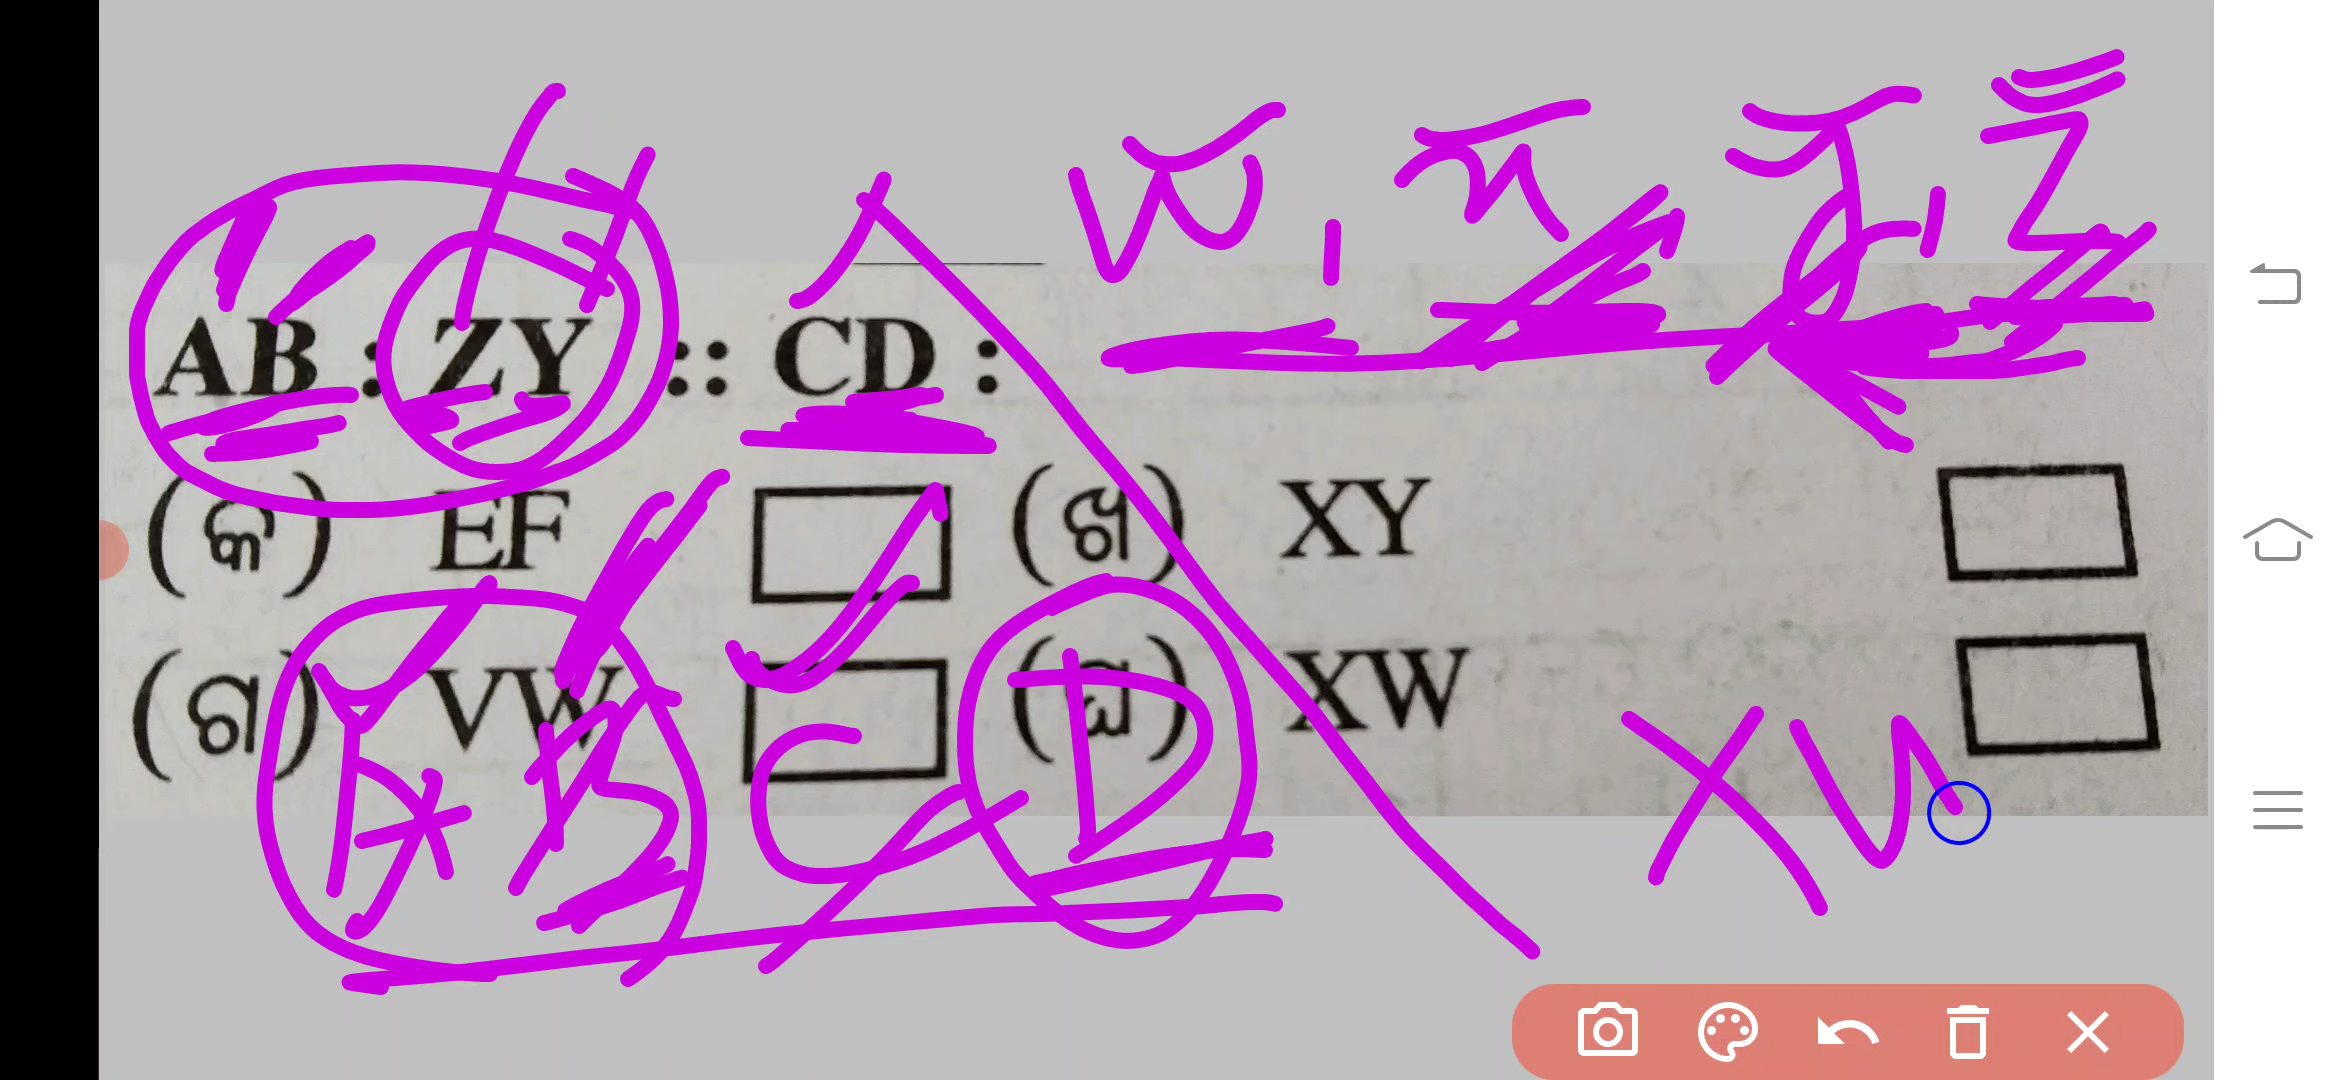 W, X, Y, Z
AB : ZY :: CD :
(କ) EF (ଖ) XY
(ଗ) VW (ଘ) XW
A B C D XW